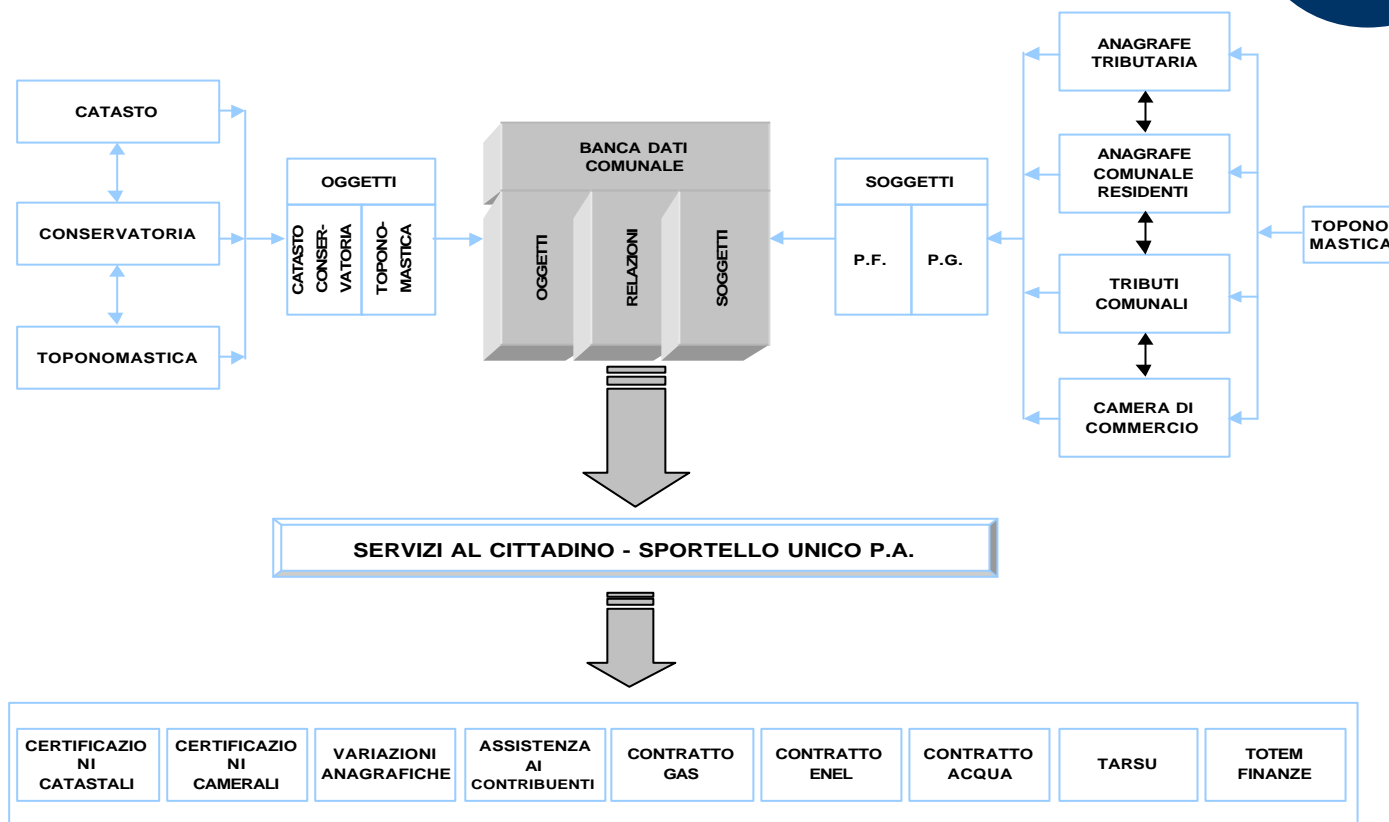 CATASTO
CONSERVATORIA
TOPONOMASTICA
OGGETTI
CATASTO
CONSER-
VATORIA
TOPONO-
MASTICA
BANCA DATI
COMUNALE
OGGETTI
RELAZIONI
SOGGETTI
SOGGETTI
P.F.
P.G.
ANAGRAFE
TRIBUTARIA
ANAGRAFE
COMUNALE
RESIDENTI
TRIBUTI
COMUNALI
CAMERA DI
COMMERCIO
TOPONO
MASTICA
SERVIZI AL CITTADINO - SPORTELLO UNICO P.A.
CERTIFICAZIO
NI
CATASTALI
CERTIFICAZIO
NI
CAMERALI
VARIAZIONI
ANAGRAFICHE
ASSISTENZA
AI
CONTRIBUENTI
CONTRATTO
GAS
CONTRATTO
ENEL
CONTRATTO
ACQUA
TARSU
TOTEM
FINANZE